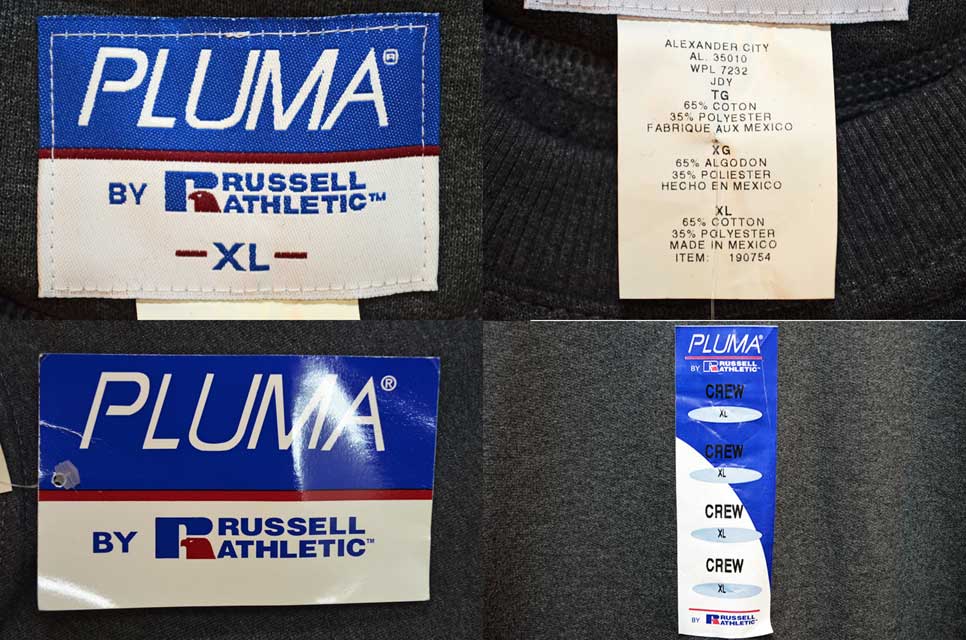 PLUMA®
BY RUSSELL
ATHLETIC™
XL
ALEXANDER CITY
AL. 35010
WPL 7232
JDY
TG
65% COTON
35% POLYESTER
FABRIQUE AUX MEXICO
XG
65% ALGODON
35% POLIESTER
HECHO EN MEXICO
XL
65% COTTON
35% POLYESTER
MADE IN MEXICO
ITEM: 190754
PLUMA®
BY RUSSELL
ATHLETIC™
PLUMA®
BY RUSSELL
ATHLETIC™
CREW
XL
CREW
XL
CREW
XL
CREW
XL
BY RUSSELL
ATHLETIC™